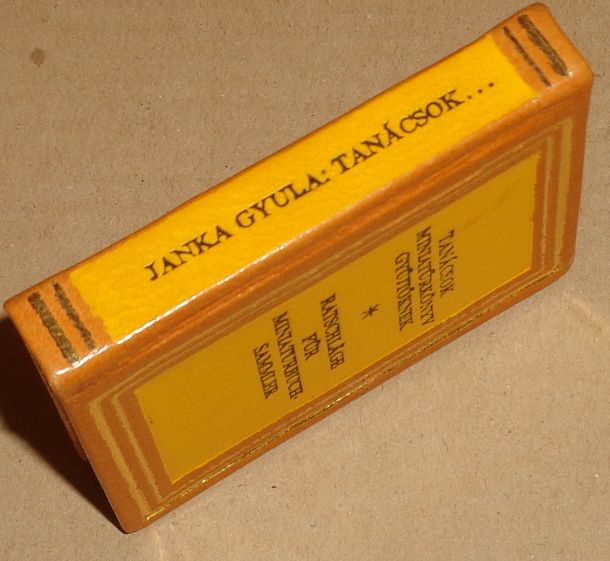 JANKA GYULA: TANÁCSOK...
TANÁCSOK
MINIATŰRKÖNYV
GYŰJTŐKNEK
*
RATSCHLÄGE
FÜR
MINIATURBUCH-
SAMMLER